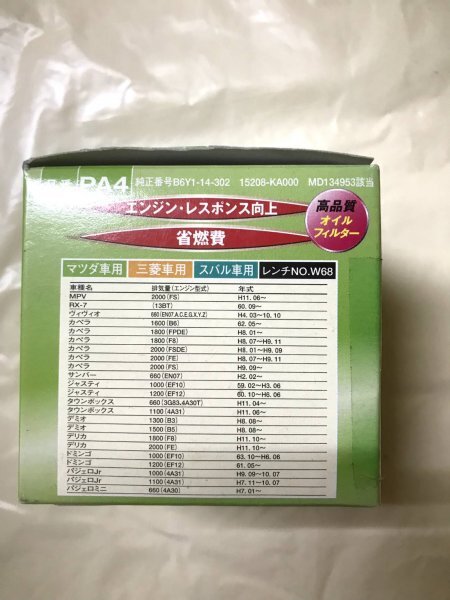 PA4 純正番号B6Y1-14-302 15208-KA000 MD134953該当
エンジン・レスポンス向上
省燃費
高品質
オイル
フィルター
マツダ車用 三菱車用 スバル車用 レンチNO.W68
車種名 排気量(エンジン型式) 年式
MPV 2000(FS) H11. 06〜
RX-7 (13BT) 60. 09〜
ヴィヴィオ 660(EN07,A,C,E,G,X,Y,Z) H4. 03〜10. 10
カペラ 1600(B6) 62. 05〜
カペラ 1800(FPDE) H8. 01〜
カペラ 1800(F8) H8. 07〜H9. 11
カペラ 2000(FSDE) H8. 01〜H9. 09
カペラ 2000(FE) H8. 07〜H9. 11
カペラ 2000(FS) H9. 09〜
サンバー 660(EN07) H2. 02〜
ジャスティ 1000(EF10) 59. 02〜H3. 06
ジャスティ 1200(EF12) 60. 10〜H6. 06
タウンボックス 660(3G83,4A30T) H11. 04〜
タウンボックス 1100(4A31) H11. 06〜
デミオ 1300(B3) H8. 08〜
デミオ 1500(B5) H8. 08〜
デリカ 1800(F8) H11. 10〜
デリカ 2000(FE) H11. 10〜
ドミンゴ 1000(EF10) 63. 10〜H6. 06
ドミンゴ 1200(EF12) 61. 05〜
パジェロJr 1000(4A31) H9. 09〜10. 07
パジェロJr 1100(4A31) H7. 11〜10. 07
パジェロミニ 660(4A30) H7. 01〜